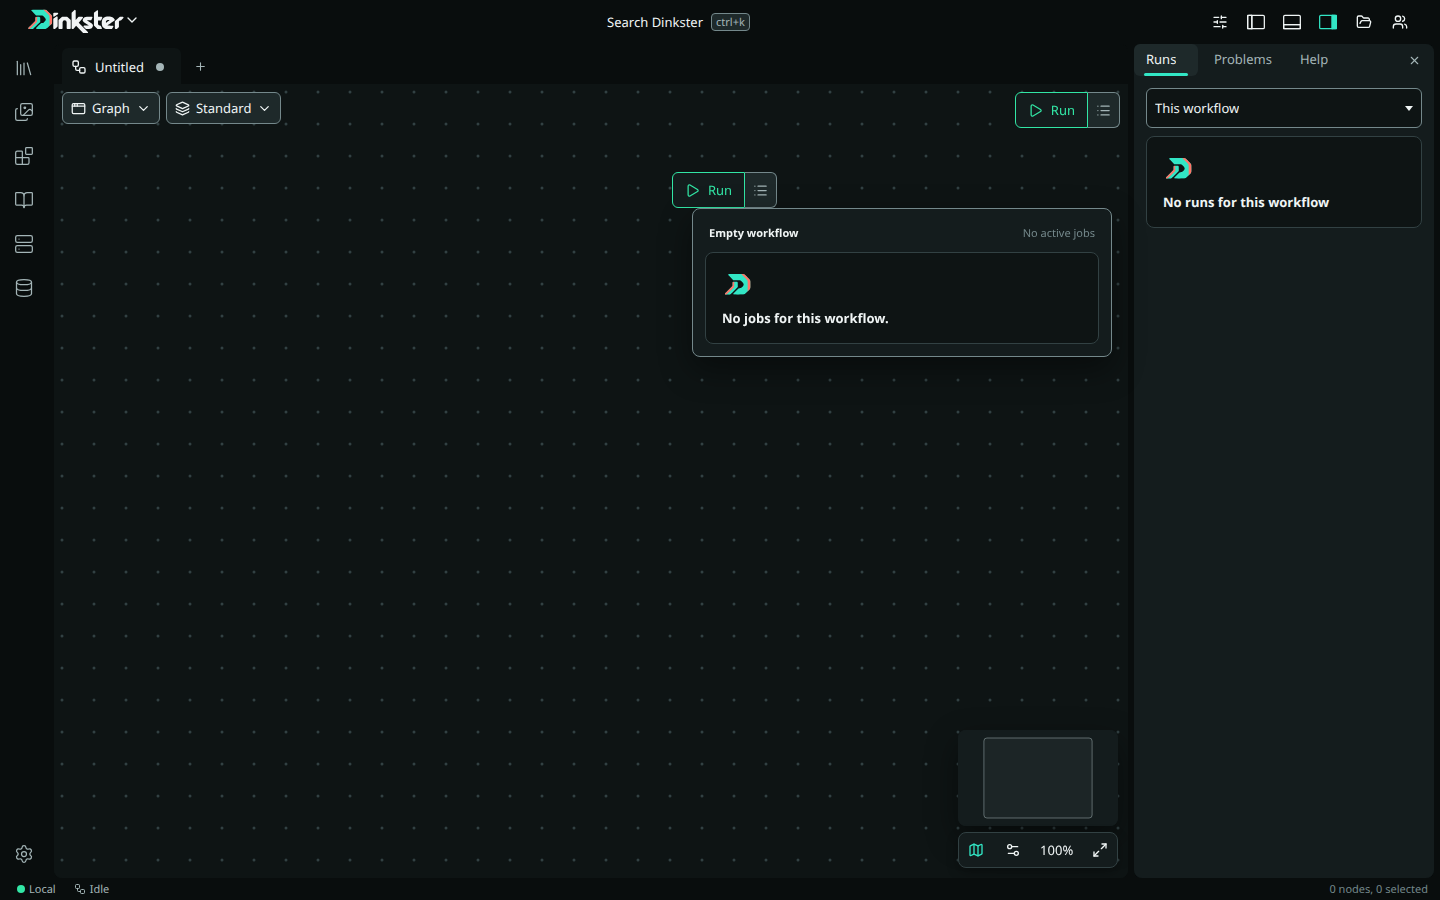 Dinkster
Search Dinkster ctrl+k
Untitled
Graph
Standard
Run
Run
Empty workflow
No active jobs
No jobs for this workflow.
100%
Runs
Problems
Help
This workflow
No runs for this workflow
Local
Idle
0 nodes, 0 selected